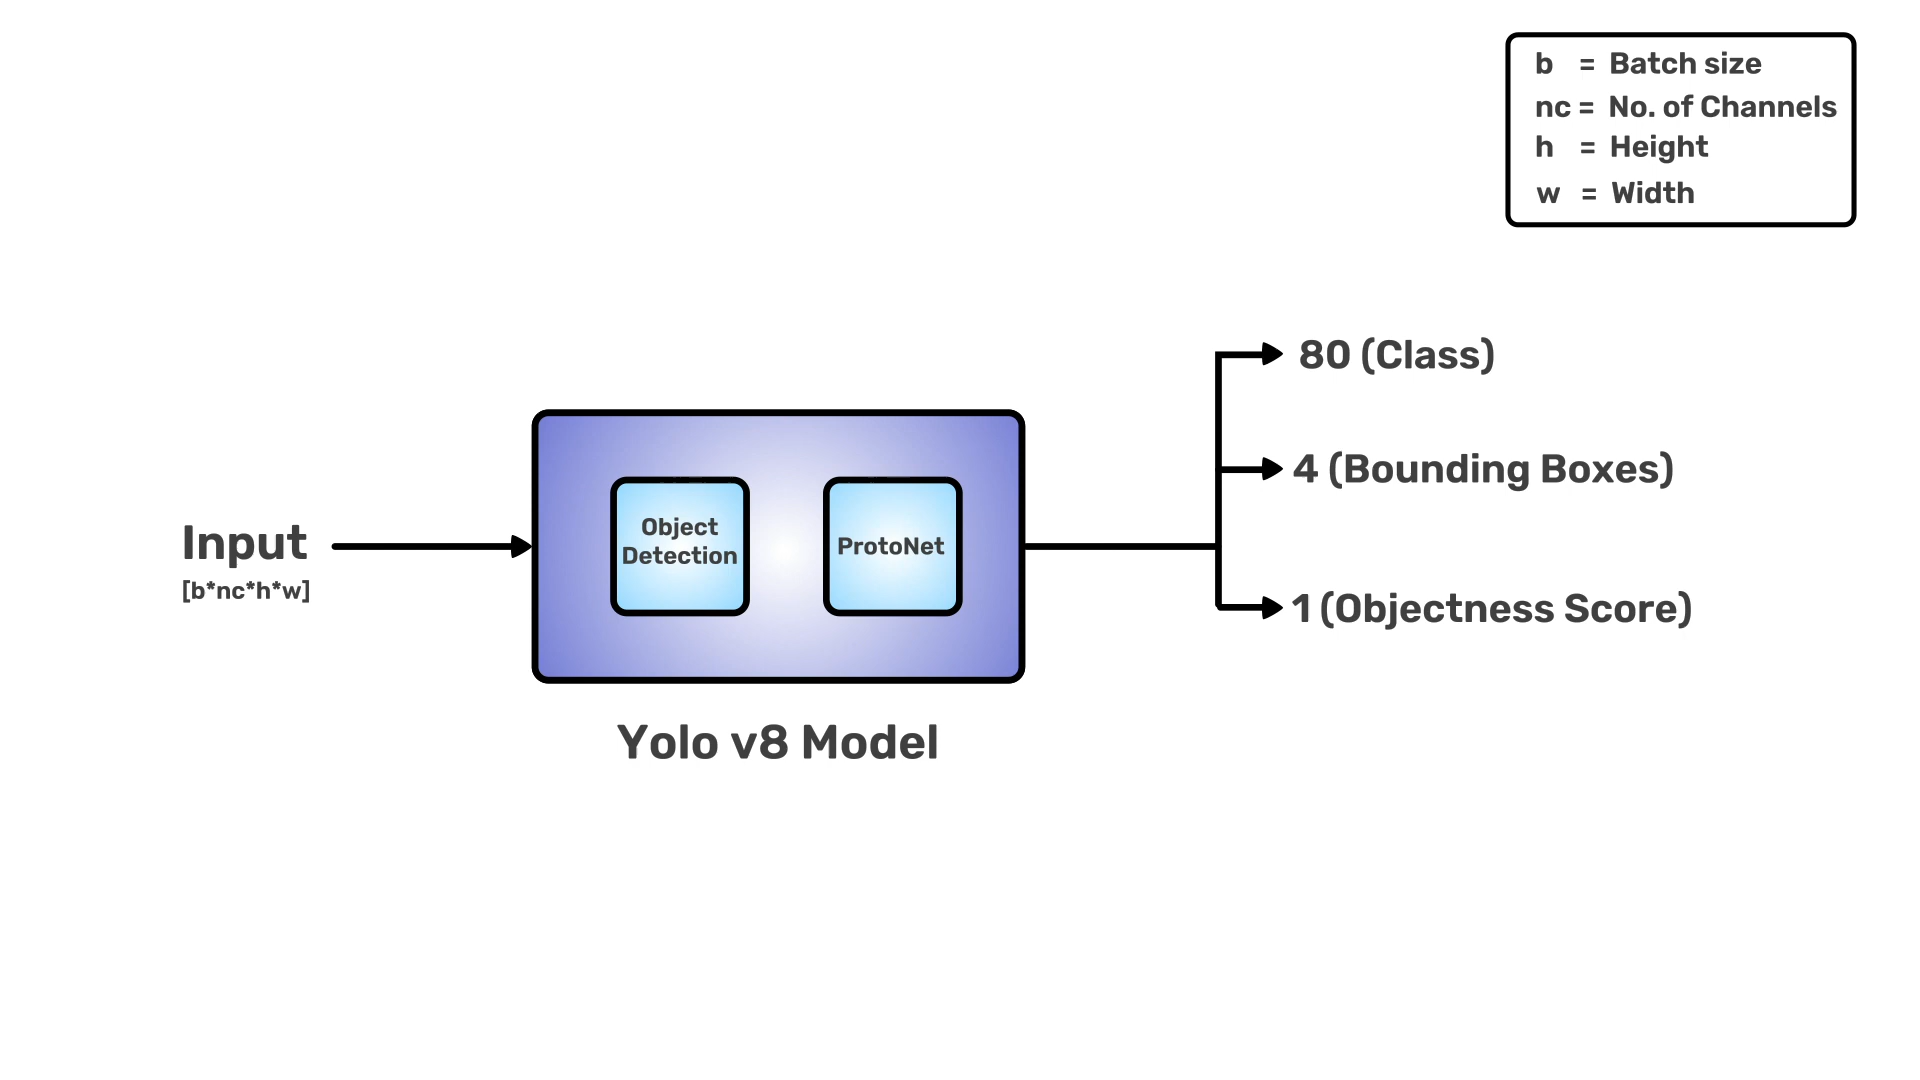 b = Batch size
nc = No. of Channels
h = Height
w = Width
80 (Class)
4 (Bounding Boxes)
1 (Objectness Score)
Object
Detection
ProtoNet
Input
[b*nc*h*w]
Yolo v8 Model